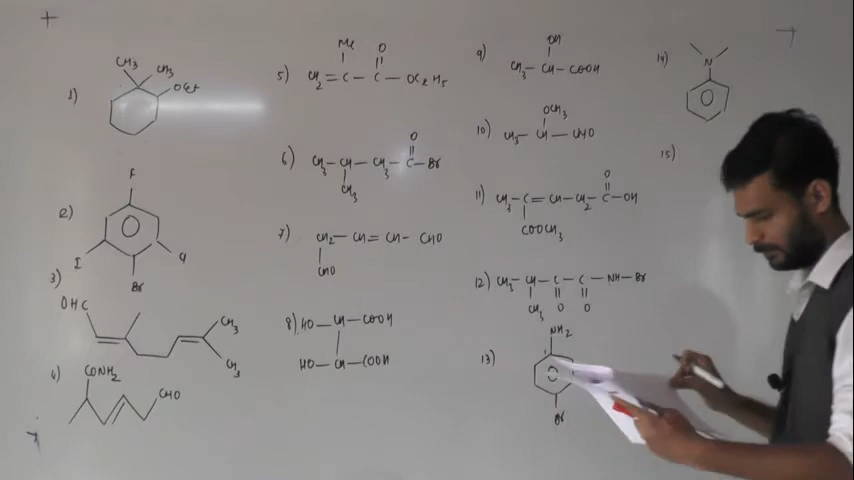 1)
CH3
CH3
OEt
2)
F
I
Cl
Br
3)
OHC
CH3
CH3
4)
CONH2
CHO
5)
Me
O
CH2 = C - C - OC2H5
6)
O
CH3 - CH - CH3 - C - Br
CH3
7)
CH2 - CH = CH - CHO
CHO
8)
HO - CH - COOH
HO - CH - COOH
9)
OH
CH3 - CH - COOH
10)
OCH3
CH3 - CH - CHO
11)
O
CH3 - C = CH - CH2 - C - OH
COOCH3
12)
CH3 - CH - C - C - NH - Br
CH3 O O
13)
NH2
Br
14)
N
15)